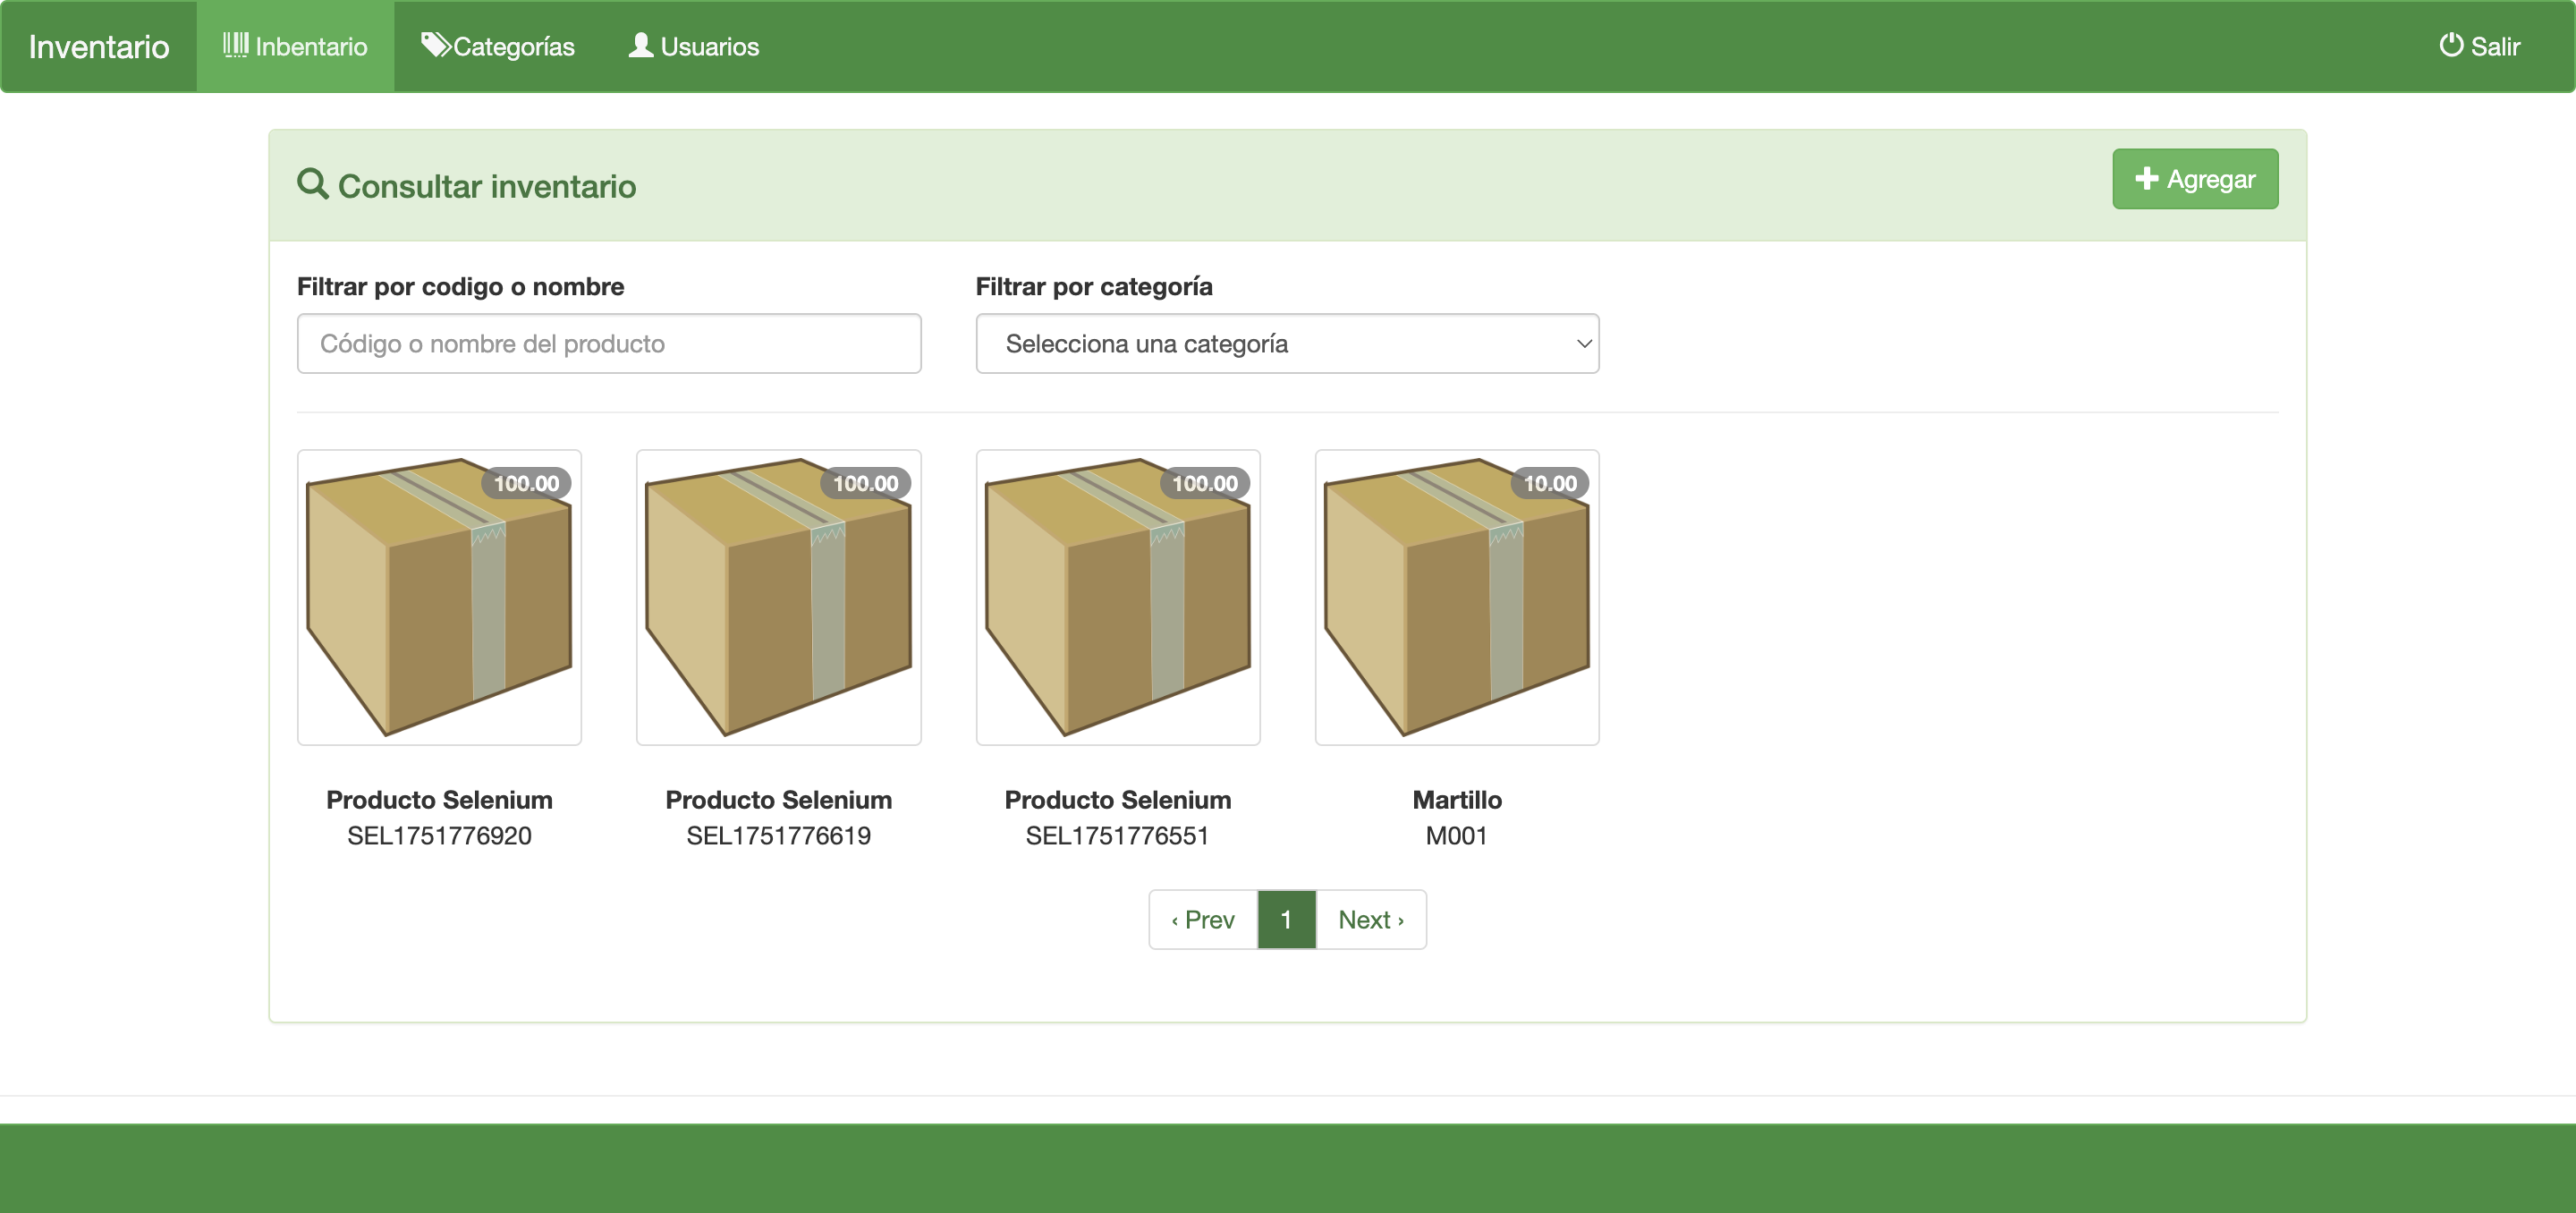 Inventario Inbentario Categorías Usuarios Salir
Consultar inventario Agregar
Filtrar por codigo o nombre Filtrar por categoría
Código o nombre del producto Selecciona una categoría
100.00 100.00 100.00 10.00
Producto Selenium Producto Selenium Producto Selenium Martillo
SEL1751776920 SEL1751776619 SEL1751776551 M001
‹ Prev 1 Next ›